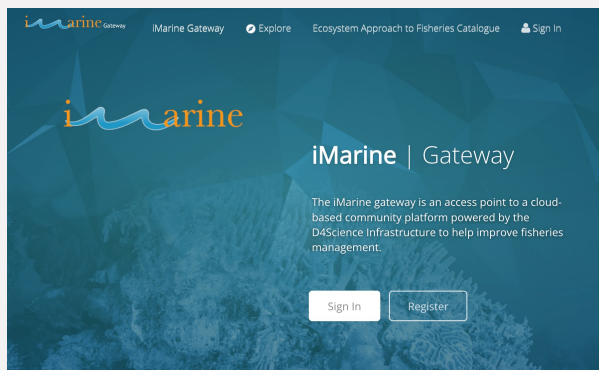 imarine Gateway iMarine Gateway Explore Ecosystem Approach to Fisheries Catalogue Sign In
imarine
iMarine | Gateway
The iMarine gateway is an access point to a cloud-
based community platform powered by the
D4Science Infrastructure to help improve fisheries
management.
Sign In Register